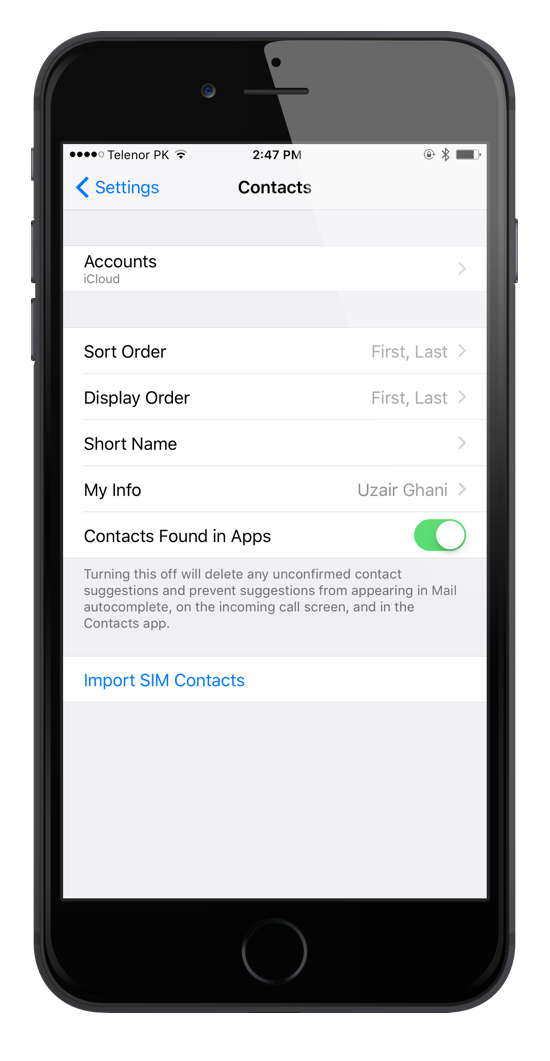 Telenor PK 2:47 PM
Settings Contacts
Accounts
iCloud
Sort Order First, Last
Display Order First, Last
Short Name
My Info Uzair Ghani
Contacts Found in Apps
Turning this off will delete any unconfirmed contact
suggestions and prevent suggestions from appearing in Mail
autocomplete, on the incoming call screen, and in the
Contacts app.
Import SIM Contacts